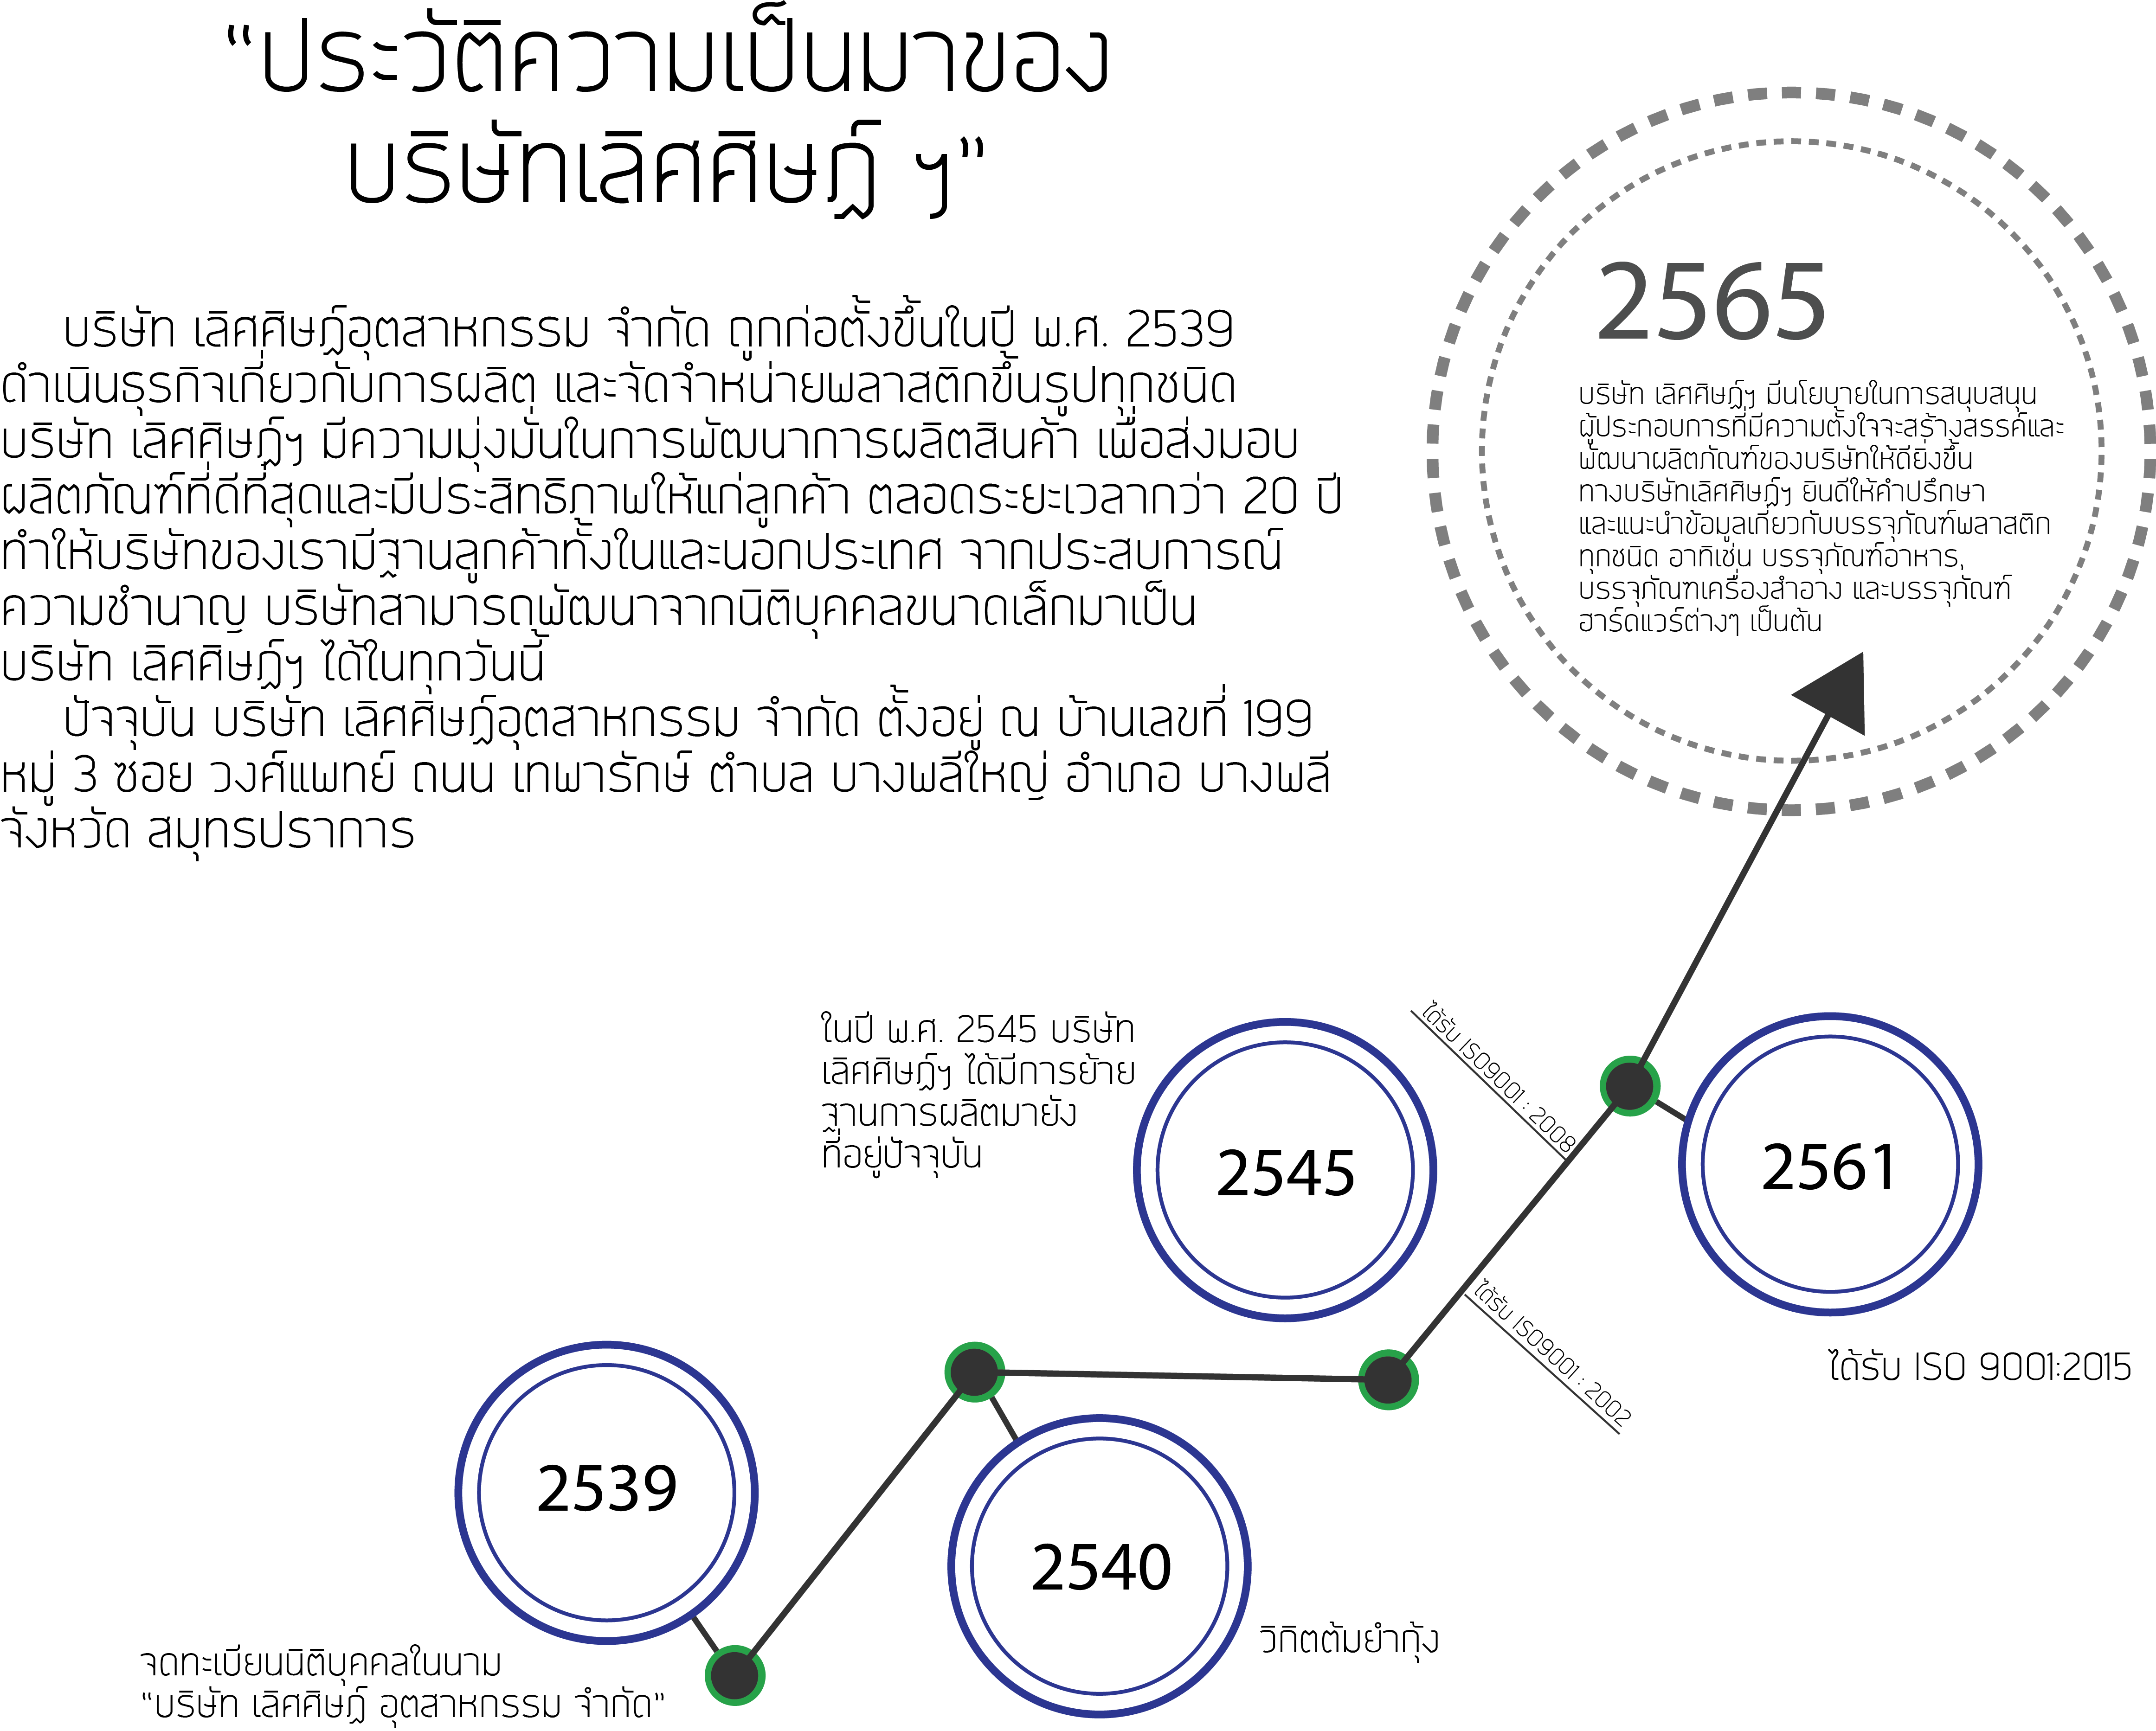 “ประวัติความเป็นมาของ
บริษัทเลิศศิษฏ์ ฯ”
บริษัท เลิศศิษฏ์อุตสาหกรรม จำกัด ถูกก่อตั้งขึ้นในปี พ.ศ. 2539
ดำเนินธุรกิจเกี่ยวกับการผลิต และจัดจำหน่ายพลาสติกขึ้นรูปทุกชนิด
บริษัท เลิศศิษฏ์ฯ มีความมุ่งมั่นในการพัฒนาการผลิตสินค้า เพื่อส่งมอบ
ผลิตภัณฑ์ที่ดีที่สุดและมีประสิทธิภาพให้แก่ลูกค้า ตลอดระยะเวลากว่า 20 ปี
ทำให้บริษัทของเรามีฐานลูกค้าทั้งในและนอกประเทศ จากประสบการณ์
ความชำนาญ บริษัทสามารถพัฒนาจากนิติบุคคลขนาดเล็กมาเป็น
บริษัท เลิศศิษฏ์ฯ ได้ในทุกวันนี้
ปัจจุบัน บริษัท เลิศศิษฏ์อุตสาหกรรม จำกัด ตั้งอยู่ ณ บ้านเลขที่ 199
หมู่ 3 ซอย วงศ์แพทย์ ถนน เทพารักษ์ ตำบล บางพลีใหญ่ อำเภอ บางพลี
จังหวัด สมุทรปราการ
2565
บริษัท เลิศศิษฏ์ฯ มีนโยบายในการสนุบสนุน
ผู้ประกอบการที่มีความตั้งใจจะสร้างสรรค์และ
พัฒนาผลิตภัณฑ์ของบริษัทให้ดียิ่งขึ้น
ทางบริษัทเลิศศิษฏ์ฯ ยินดีให้คำปรึกษา
และแนะนำข้อมูลเกี่ยวกับบรรจุภัณฑ์พลาสติก
ทุกชนิด อาทิเช่น บรรจุภัณฑ์อาหาร,
บรรจุภัณฑเครื่องสำอาง และบรรจุภัณฑ์
ฮาร์ดแวร์ต่างๆ เป็นต้น
ในปี พ.ศ. 2545 บริษัท
เลิศศิษฏ์ฯ ได้มีการย้าย
ฐานการผลิตมายัง
ที่อยู่ปัจจุบัน
2545
ได้รับ ISO9001 : 2008
2561
ได้รับ ISO9001 : 2002
ได้รับ ISO 9001:2015
2539
2540
วิกิตต้มยำกุ้ง
จดทะเบียนนิติบุคคลในนาม
“บริษัท เลิศศิษฏ์ อุตสาหกรรม จำกัด”